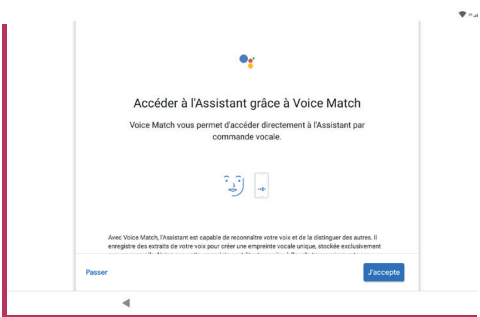 Accéder à l'Assistant grâce à Voice Match
Voice Match vous permet d'accéder directement à l'Assistant par
commande vocale.
Avec Voice Match, l'Assistant est capable de reconnaître votre voix et de la distinguer des autres. Il
enregistre des extraits de votre voix pour créer une empreinte vocale unique, stockée exclusivement
Passer
J'accepte